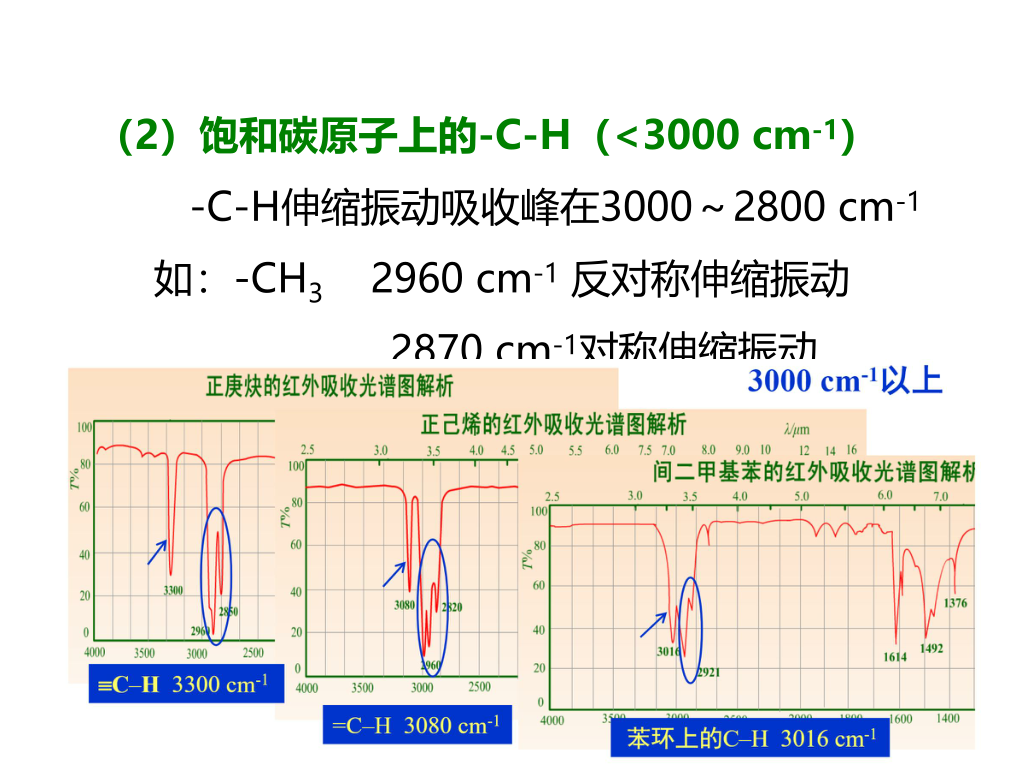 （2）饱和碳原子上的-C-H（<3000 cm-1）
-C-H伸缩振动吸收峰在3000～2800 cm-1
如：-CH3 2960 cm-1 反对称伸缩振动
2870 cm-1对称伸缩振动
3000 cm-1以上
正庚炔的红外吸收光谱图解析
100
80
60
40
20
0
T%
3300
2960
2850
4000 3500 3000 2500
≡C–H 3300 cm-1
正己烯的红外吸收光谱图解析
λ/μm
2.5 3.0 3.5 4.0 4.5 5.0 5.5 6.0 7.5 7.0 8.0 9.0 10 12 14 16
100
80
60
40
20
0
T%
3080
2820
2960
4000 3500 3000 2500
=C–H 3080 cm-1
间二甲基苯的红外吸收光谱图解析
2.5 3.0 3.5 4.0 5.0 6.0 7.0
100
80
60
40
20
0
T%
3016
2921
1614
1492
1376
4000 3500 3000 2500 2000 1800 1600 1400
苯环上的C–H 3016 cm-1